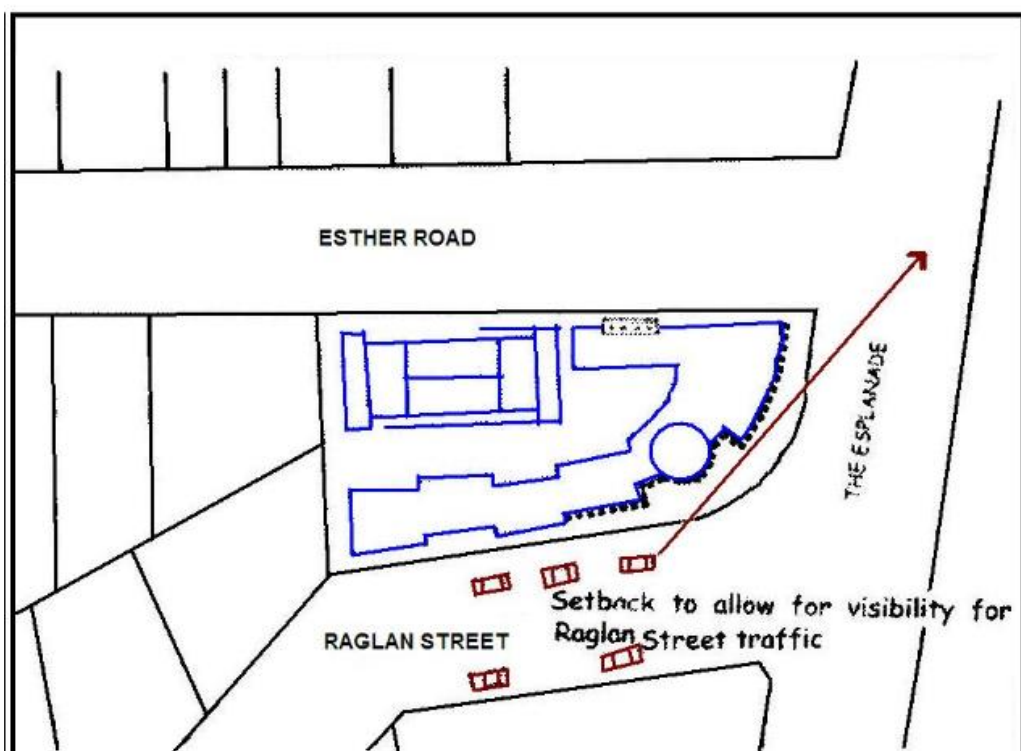 ESTHER ROAD
THE ESPLANADE
Setback to allow for visibility for
Raglan Street traffic
RAGLAN STREET